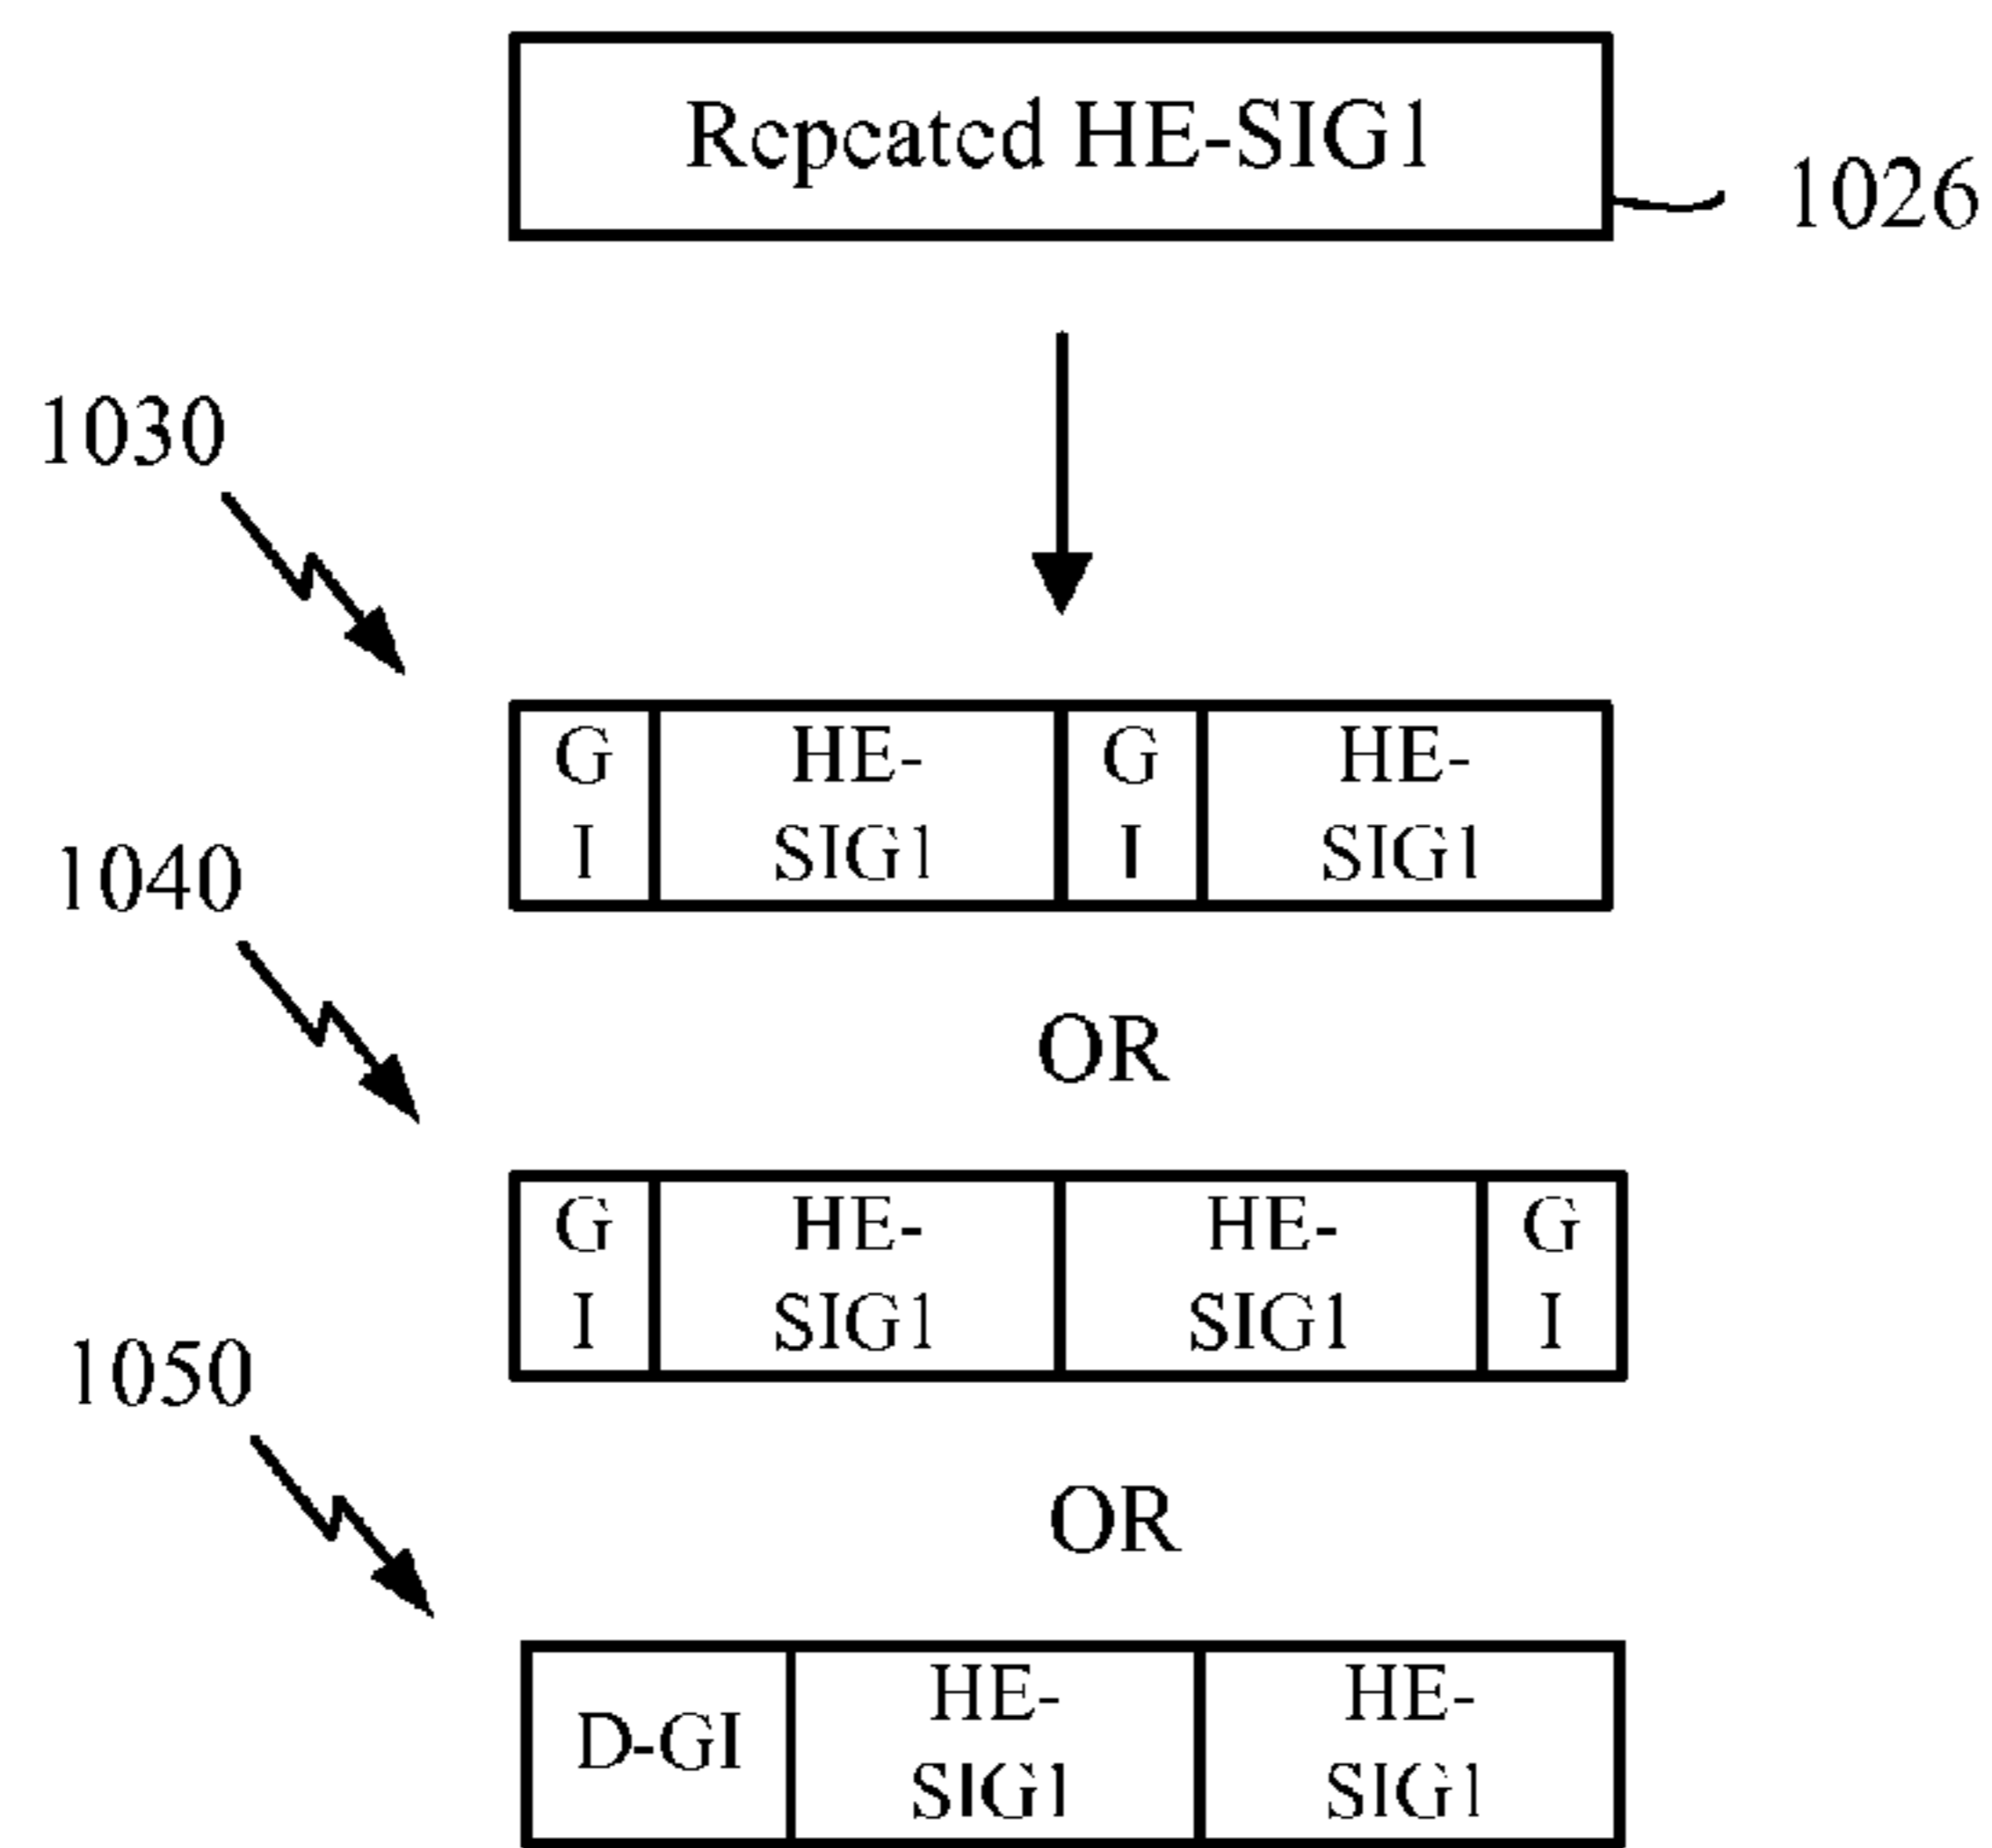 Repeated HE-SIG1
1026
1030
G HE- G HE-
I SIG1 I SIG1
1040
OR
G HE- HE- G
I SIG1 SIG1 I
1050
OR
D-GI HE- HE-
SIG1 SIG1